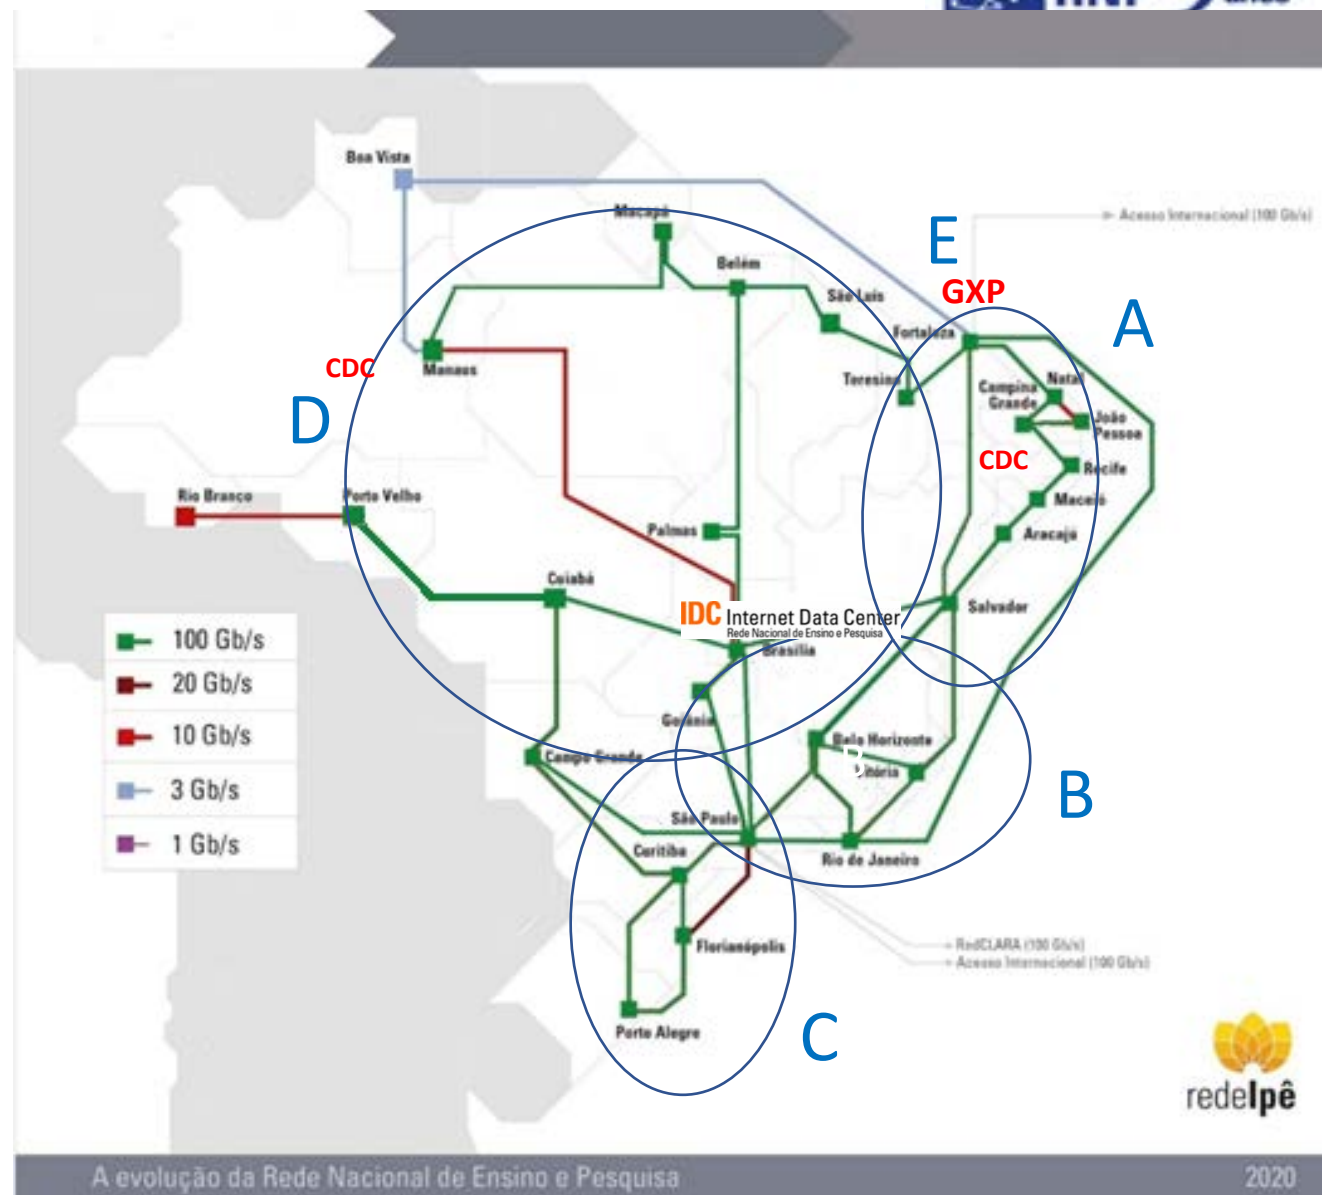 Boa Vista
Macapá
Acesso Internacional (100 Gb/s)
E
Belém
GXP
São Luís
A
Fortaleza
CDC
Manaus
Teresina
Natal
Campina
Grande
João
Pessoa
D
CDC
Recife
Rio Branco
Porto Velho
Maceió
Palmas
Aracajú
Cuiabá
IDC Internet Data Center
Rede Nacional de Ensino e Pesquisa
Salvador
100 Gb/s
Brasília
20 Gb/s
Goiânia
10 Gb/s
Belo Horizonte
Campo Grande
B
Vitória
3 Gb/s
B
São Paulo
1 Gb/s
Curitiba
Rio de Janeiro
Florianópolis
RedCLARA (100 Gb/s)
Acesso Internacional (100 Gb/s)
Porto Alegre
C
redeIpê
A evolução da Rede Nacional de Ensino e Pesquisa
2020